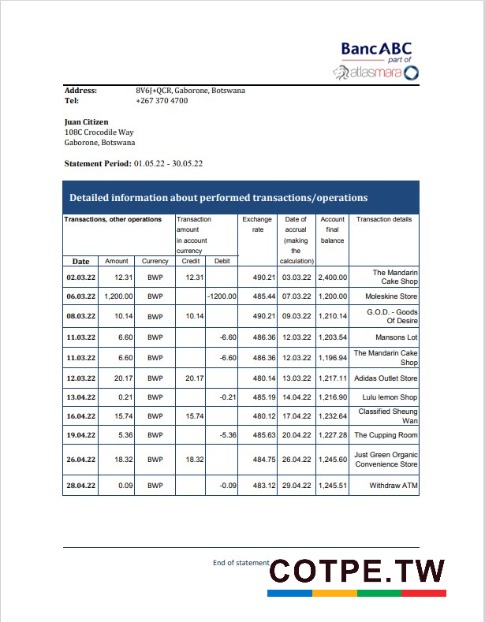 BancABC
part of
atlasmara
Address: 8V6J+QCR, Gaborone, Botswana
Tel: +267 370 4700
Juan Citizen
108C Crocodile Way
Gaborone, Botswana
Statement Period: 01.05.22 - 30.05.22
Detailed information about performed transactions/operations
Transactions, other operations Transaction amount in account currency Exchange rate Date of accrual (making the calculation) Account final balance Transaction details
Date Amount Currency Credit Debit
02.03.22 12.31 BWP 12.31 490.21 03.03.22 2,400.00 The Mandarin Cake Shop
06.03.22 1,200.00 BWP -1200.00 485.44 07.03.22 1,200.00 Moleskine Store
08.03.22 10.14 BWP 10.14 490.21 09.03.22 1,210.14 G.O.D. - Goods Of Desire
11.03.22 6.60 BWP -6.60 486.36 12.03.22 1,203.54 Mansons Lot
11.03.22 6.60 BWP -6.60 486.36 12.03.22 1,196.94 The Mandarin Cake Shop
12.03.22 20.17 BWP 20.17 480.14 13.03.22 1,217.11 Adidas Outlet Store
13.04.22 0.21 BWP -0.21 485.19 14.04.22 1,216.90 Lulu lemon Shop
16.04.22 15.74 BWP 15.74 480.12 17.04.22 1,232.64 Classified Sheung Wan
19.04.22 5.36 BWP -5.36 485.63 20.04.22 1,227.28 The Cupping Room
26.04.22 18.32 BWP 18.32 484.75 26.04.22 1,245.60 Just Green Organic Convenience Store
28.04.22 0.09 BWP -0.09 483.12 29.04.22 1,245.51 Withdraw ATM
End of statement
COTPE.TW